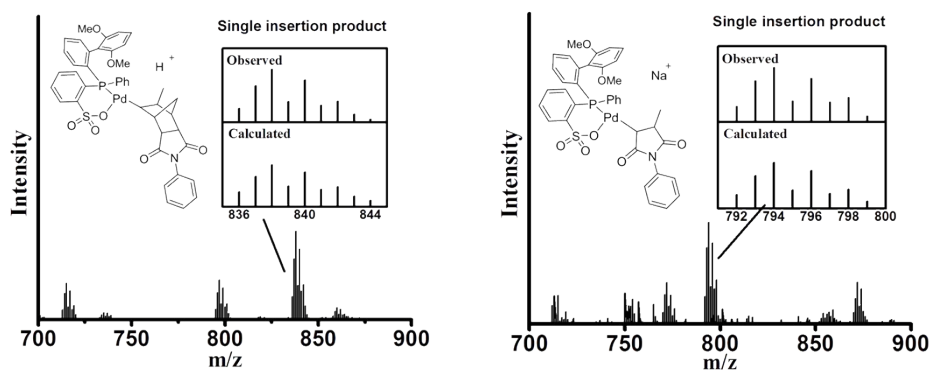 Single insertion product
MeO
OMe
H +
P
Ph
Pd
S
O
O
O
O
N
O
Observed
Calculated
836 840 844
Intensity
700 750 800 850 900
m/z
Single insertion product
MeO
OMe
Na+
P
Ph
Pd
S
O
O
O
O
N
O
Observed
Calculated
792 794 796 798 800
Intensity
700 750 800 850 900
m/z